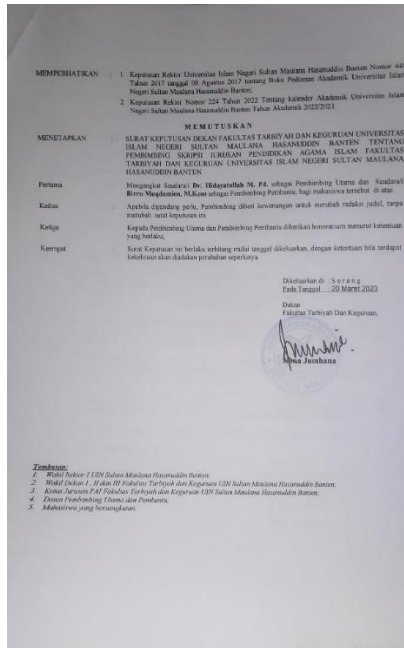 MEMPERHATIKAN : 1. Keputusan Rektor Universitas Islam Negeri Sultan Maulana Hasanuddin Banten Nomor 440
Tahun 2017 tanggal 08 Agustus 2017 tentang Buku Pedoman Akademik Universitas Islam
Negeri Sultan Maulana Hasanuddin Banten;
2. Keputusan Rektor Nomor 224 Tahun 2022 Tentang kalender Akademik Universitas Islam
Negeri Sultan Maulana Hasanuddin Banten Tahun Akademik 2022/2023.
MEMUTUSKAN
MENETAPKAN : SURAT KEPUTUSAN DEKAN FAKULTAS TARBIYAH DAN KEGURUAN UNIVERSITAS
ISLAM NEGERI SULTAN MAULANA HASANUDDIN BANTEN TENTANG
PEMBIMBING SKRIPSI JURUSAN PENDIDIKAN AGAMA ISLAM FAKULTAS
TARBIYAH DAN KEGURUAN UNIVERSITAS ISLAM NEGERI SULTAN MAULANA
HASANUDDIN BANTEN
Pertama : Mengangkat Saudara/i Dr. Hidayatullah M. Pd, sebagai Pembimbing Utama dan Saudara/i
Birru Muqdamien, M.Kom sebagai Pembimbing Pembantu, bagi mahasiswa tersebut di atas.
Kedua : Apabila dipandang perlu, Pembimbing diberi kewenangan untuk merubah redaksi judul, tanpa
merubah surat keputusan ini
Ketiga : Kepada Pembimbing Utama dan Pembimbing Pembantu diberikan honorarium menurut ketentuan
yang berlaku;
Keempat : Surat Keputusan ini berlaku terhitung mulai tanggal dikeluarkan, dengan ketentuan bila terdapat
kekeliruan akan diadakan perubahan seperlunya.
Dikeluarkan di : Serang
Pada Tanggal : 20 Maret 2023
Dekan
Fakultas Tarbiyah Dan Keguruan,
Nana Jumhana
Tembusan:
1. Wakil Rektor I UIN Sultan Maulana Hasanuddin Banten;
2. Wakil Dekan I , II dan III Fakultas Tarbiyah dan Keguruan UIN Sultan Maulana Hasanuddin Banten;
3. Ketua Jurusan PAI Fakultas Tarbiyah dan Keguruan UIN Sultan Maulana Hasanuddin Banten;
4. Dosen Pembimbing Utama dan Pembantu;
5. Mahasiswa yang bersangkutan.